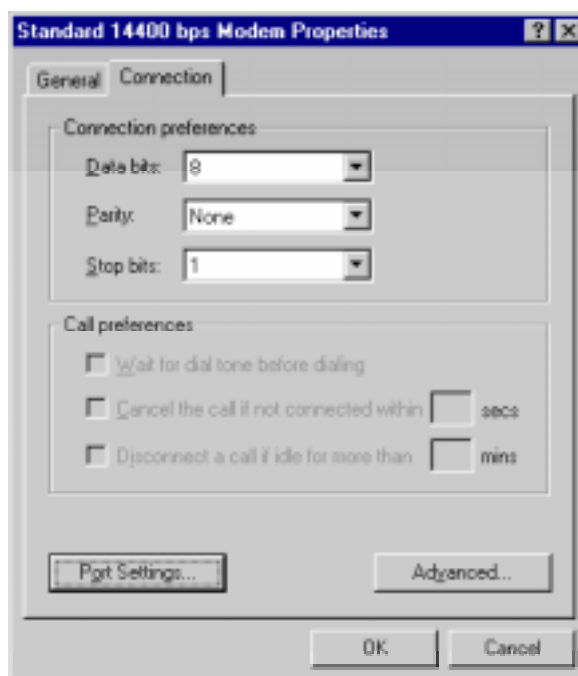 Standard 14400 bps Modem Properties
General Connection
Connection preferences
Data bits: 8
Parity: None
Stop bits: 1
Call preferences
Wait for dial tone before dialing
Cancel the call if not connected within secs
Disconnect a call if idle for more than mins
Port Settings... Advanced...
OK Cancel